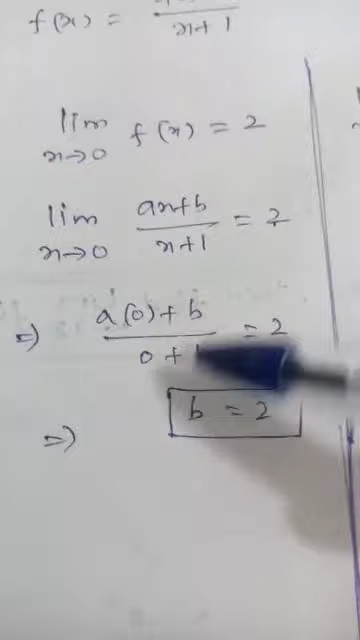 f(x) = x+1
lim x→0 f(x) = 2
lim x→0 ax+b / x+1 = 2
⇒ a(0)+b / 0+ = 2
⇒ b = 2